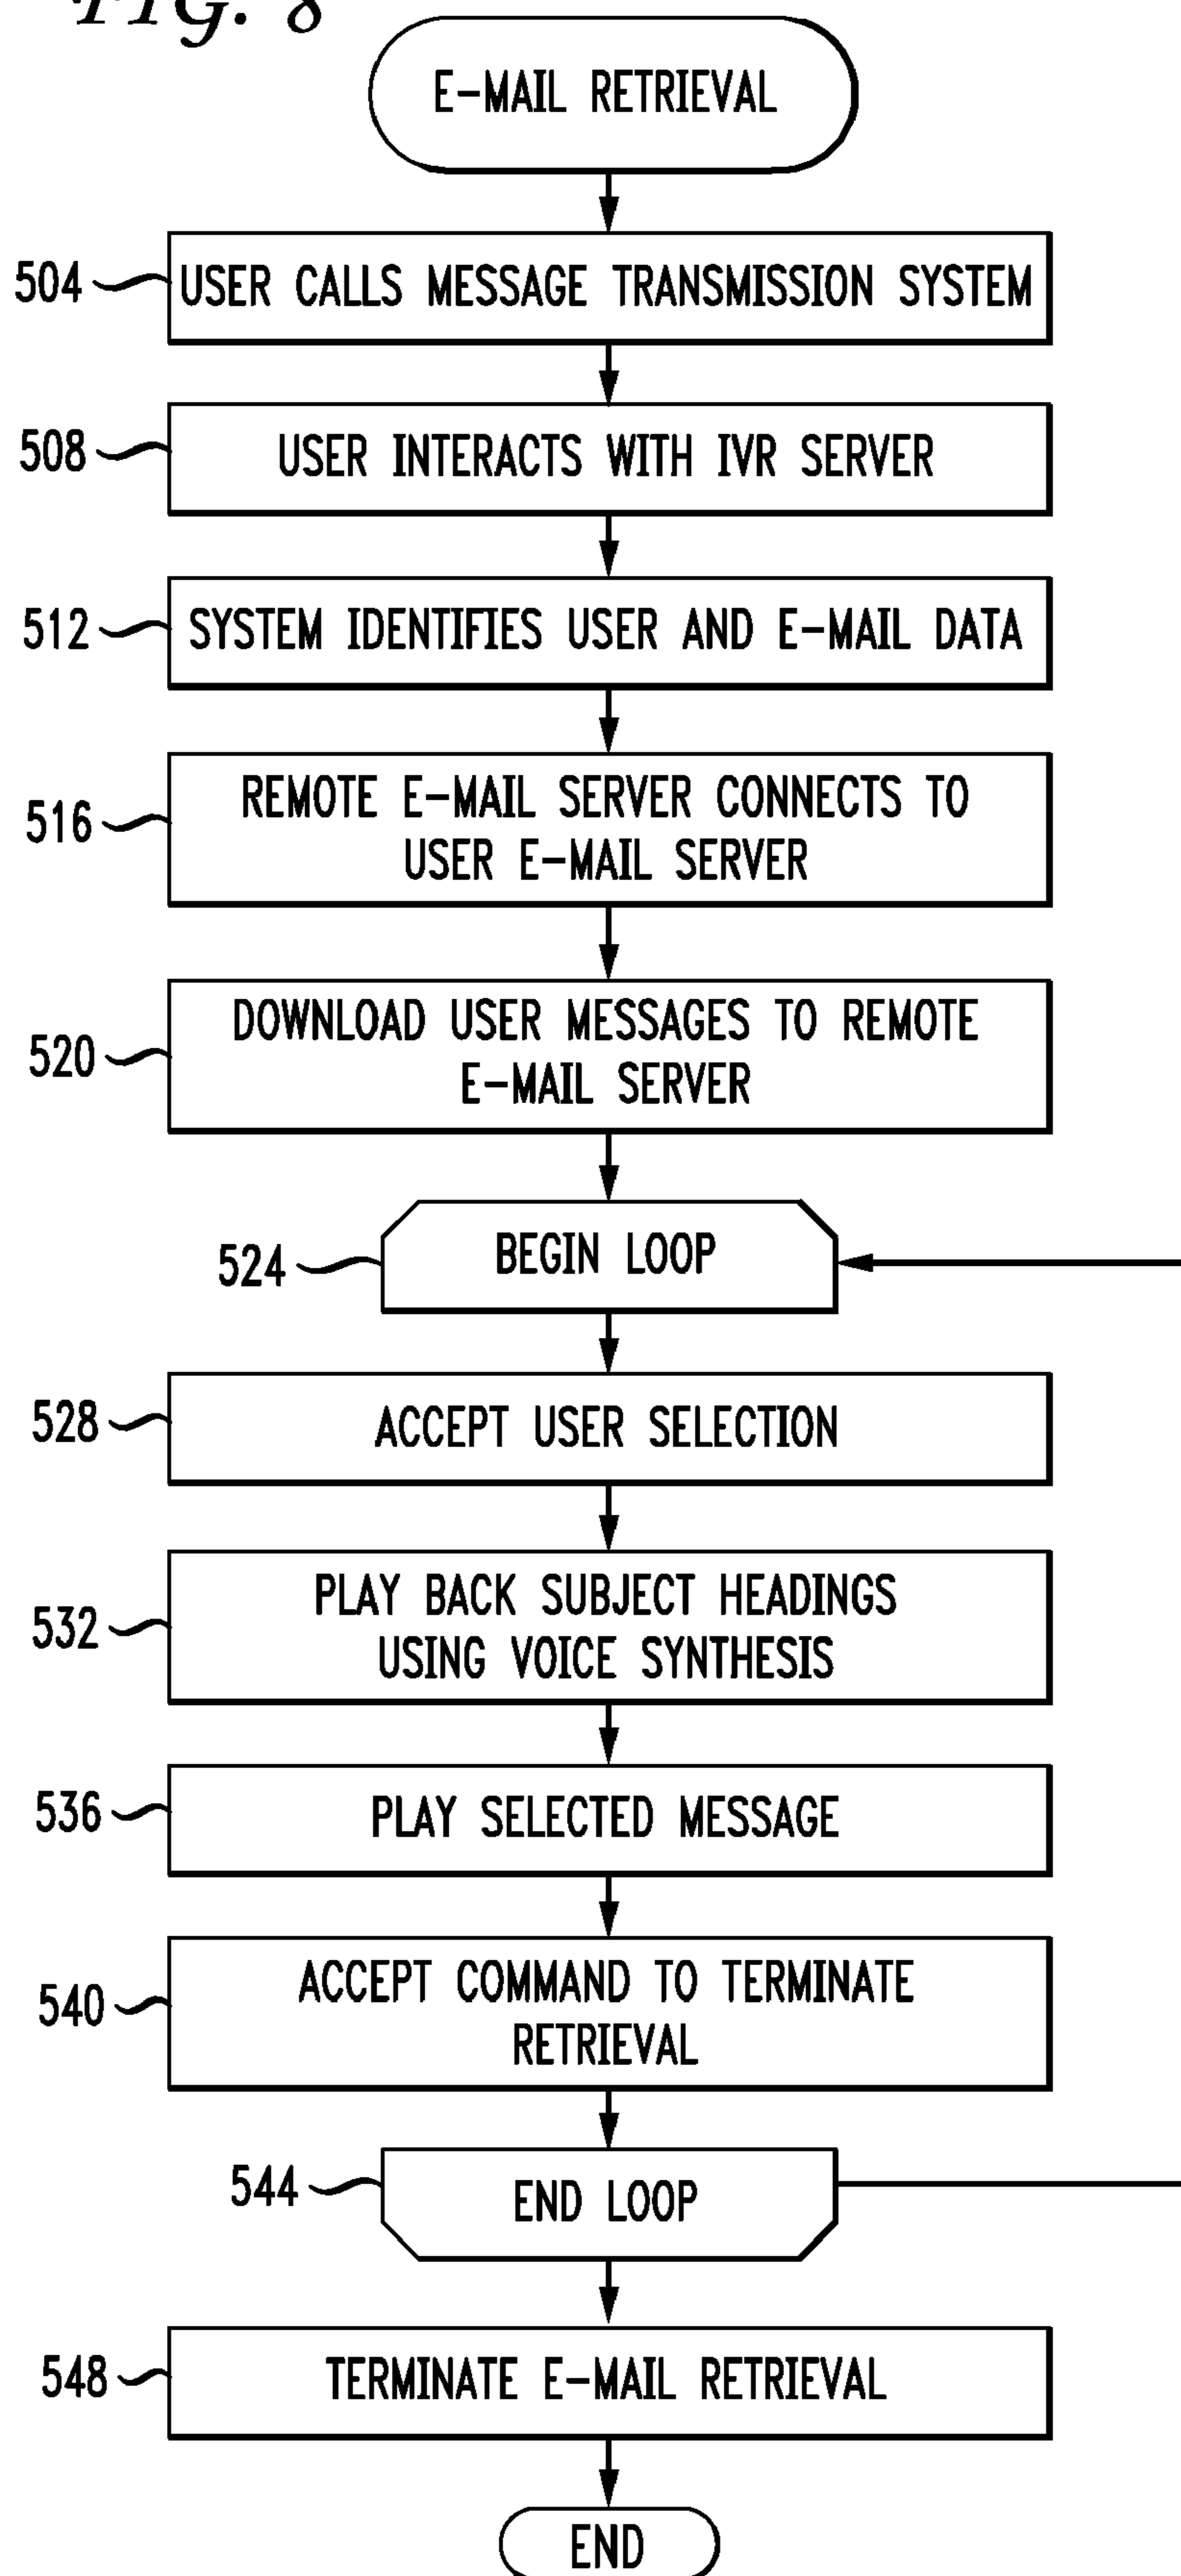 FIG. 8
E-MAIL RETRIEVAL
504 USER CALLS MESSAGE TRANSMISSION SYSTEM
508 USER INTERACTS WITH IVR SERVER
512 SYSTEM IDENTIFIES USER AND E-MAIL DATA
516 REMOTE E-MAIL SERVER CONNECTS TO
USER E-MAIL SERVER
520 DOWNLOAD USER MESSAGES TO REMOTE
E-MAIL SERVER
524 BEGIN LOOP
528 ACCEPT USER SELECTION
532 PLAY BACK SUBJECT HEADINGS
USING VOICE SYNTHESIS
536 PLAY SELECTED MESSAGE
540 ACCEPT COMMAND TO TERMINATE
RETRIEVAL
544 END LOOP
548 TERMINATE E-MAIL RETRIEVAL
END